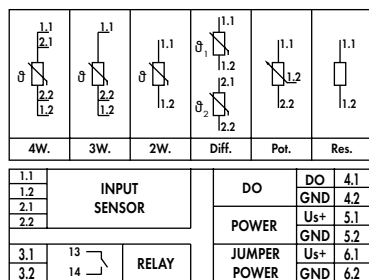 1.1
2.1
ϑ
2.2
1.2
1.1
ϑ
2.2
1.2
1.1
ϑ
1.2
1.1
ϑ1
1.2
2.1
ϑ2
2.2
1.1
1.2
2.2
1.1
1.2
4W. 3W. 2W. Diff. Pot. Res.
1.1
1.2
2.1
2.2
INPUT
SENSOR
3.1 13
3.2 14
RELAY
DO
DO 4.1
GND 4.2
POWER
Us+ 5.1
GND 5.2
JUMPER
POWER
Us+ 6.1
GND 6.2